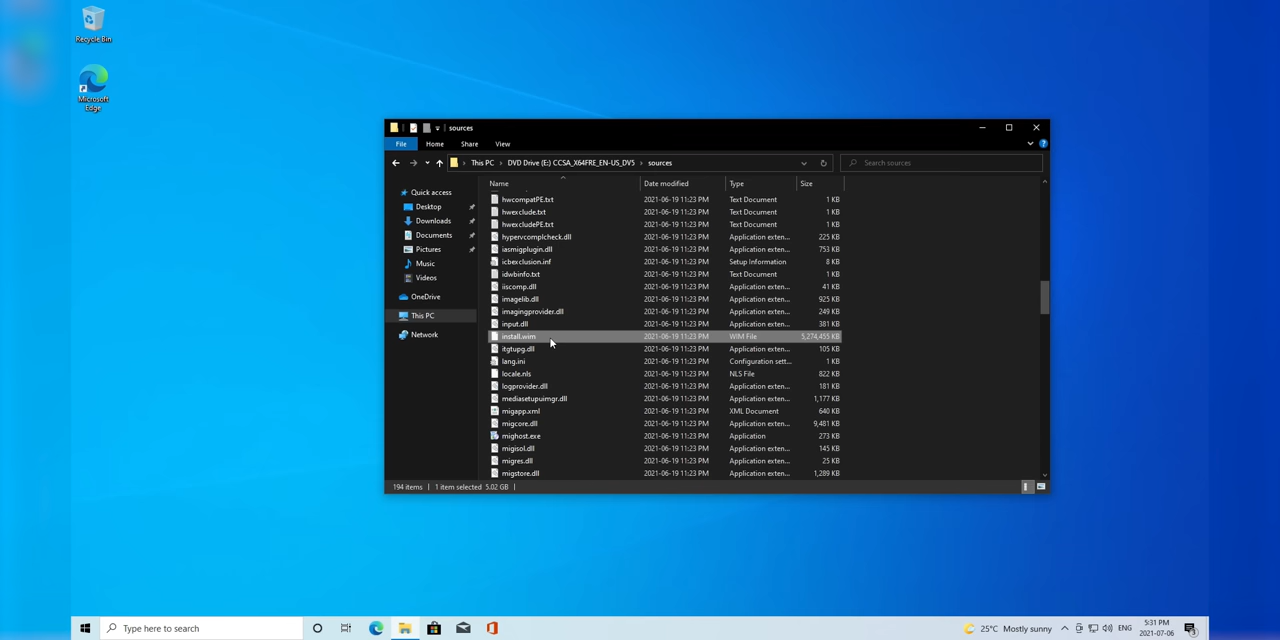 Recycle Bin
Microsoft
Edge
sources
File Home Share View
This PC > DVD Drive (E:) CCSA_X64FRE_EN-US_DV5 > sources
Search sources
Name Date modified Type Size
Quick access
Desktop
Downloads
Documents
Pictures
Music
Videos
OneDrive
This PC
Network
hwcompatPE.txt 2021-06-19 11:23 PM Text Document 1 KB
hwexclude.txt 2021-06-19 11:23 PM Text Document 1 KB
hwexcludePE.txt 2021-06-19 11:23 PM Text Document 1 KB
hypervcomplcheck.dll 2021-06-19 11:23 PM Application exten... 225 KB
iasmigplugin.dll 2021-06-19 11:23 PM Application exten... 753 KB
icbexclusion.inf 2021-06-19 11:23 PM Setup Information 8 KB
idwbinfo.txt 2021-06-19 11:23 PM Text Document 1 KB
iiscomp.dll 2021-06-19 11:23 PM Application exten... 41 KB
imagelib.dll 2021-06-19 11:23 PM Application exten... 925 KB
imagingprovider.dll 2021-06-19 11:23 PM Application exten... 249 KB
input.dll 2021-06-19 11:23 PM Application exten... 381 KB
install.wim 2021-06-19 11:23 PM WIM File 5,274,455 KB
itgtupg.dll 2021-06-19 11:23 PM Application exten... 105 KB
lang.ini 2021-06-19 11:23 PM Configuration sett... 1 KB
locale.nls 2021-06-19 11:23 PM NLS File 822 KB
logprovider.dll 2021-06-19 11:23 PM Application exten... 181 KB
mediasetupuimgr.dll 2021-06-19 11:23 PM Application exten... 1,177 KB
migapp.xml 2021-06-19 11:23 PM XML Document 640 KB
migcore.dll 2021-06-19 11:23 PM Application exten... 9,481 KB
mighost.exe 2021-06-19 11:23 PM Application 273 KB
migisol.dll 2021-06-19 11:23 PM Application exten... 145 KB
migres.dll 2021-06-19 11:23 PM Application exten... 25 KB
migstore.dll 2021-06-19 11:23 PM Application exten... 1,289 KB
194 items 1 item selected 5.02 GB
Type here to search
25°C Mostly sunny
ENG
5:31 PM
2021-07-06
3